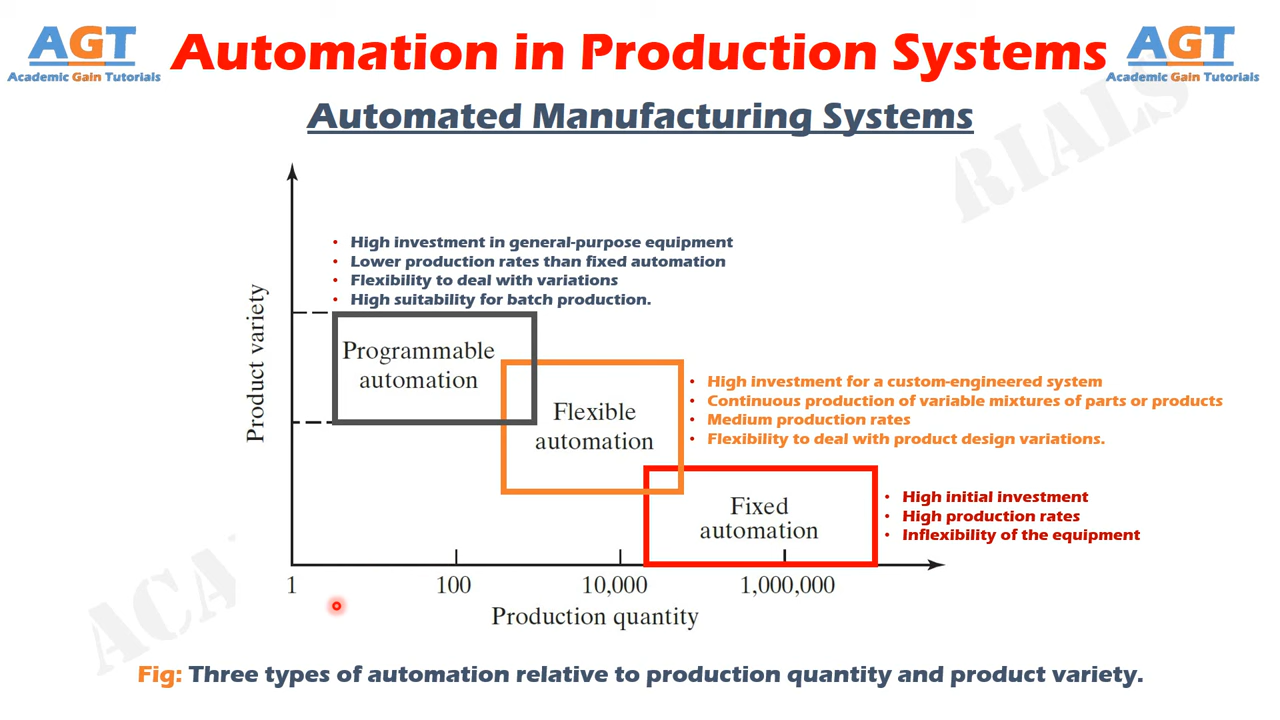 AGT
Academic Gain Tutorials
Automation in Production Systems
AGT
Academic Gain Tutorials
Automated Manufacturing Systems
RIALS
Product variety
• High investment in general-purpose equipment
• Lower production rates than fixed automation
• Flexibility to deal with variations
• High suitability for batch production.
Programmable
automation
Flexible
automation
• High investment for a custom-engineered system
• Continuous production of variable mixtures of parts or products
• Medium production rates
• Flexibility to deal with product design variations.
Fixed
automation
• High initial investment
• High production rates
• Inflexibility of the equipment
ACA
1 100 10,000 1,000,000
Production quantity
Fig: Three types of automation relative to production quantity and product variety.